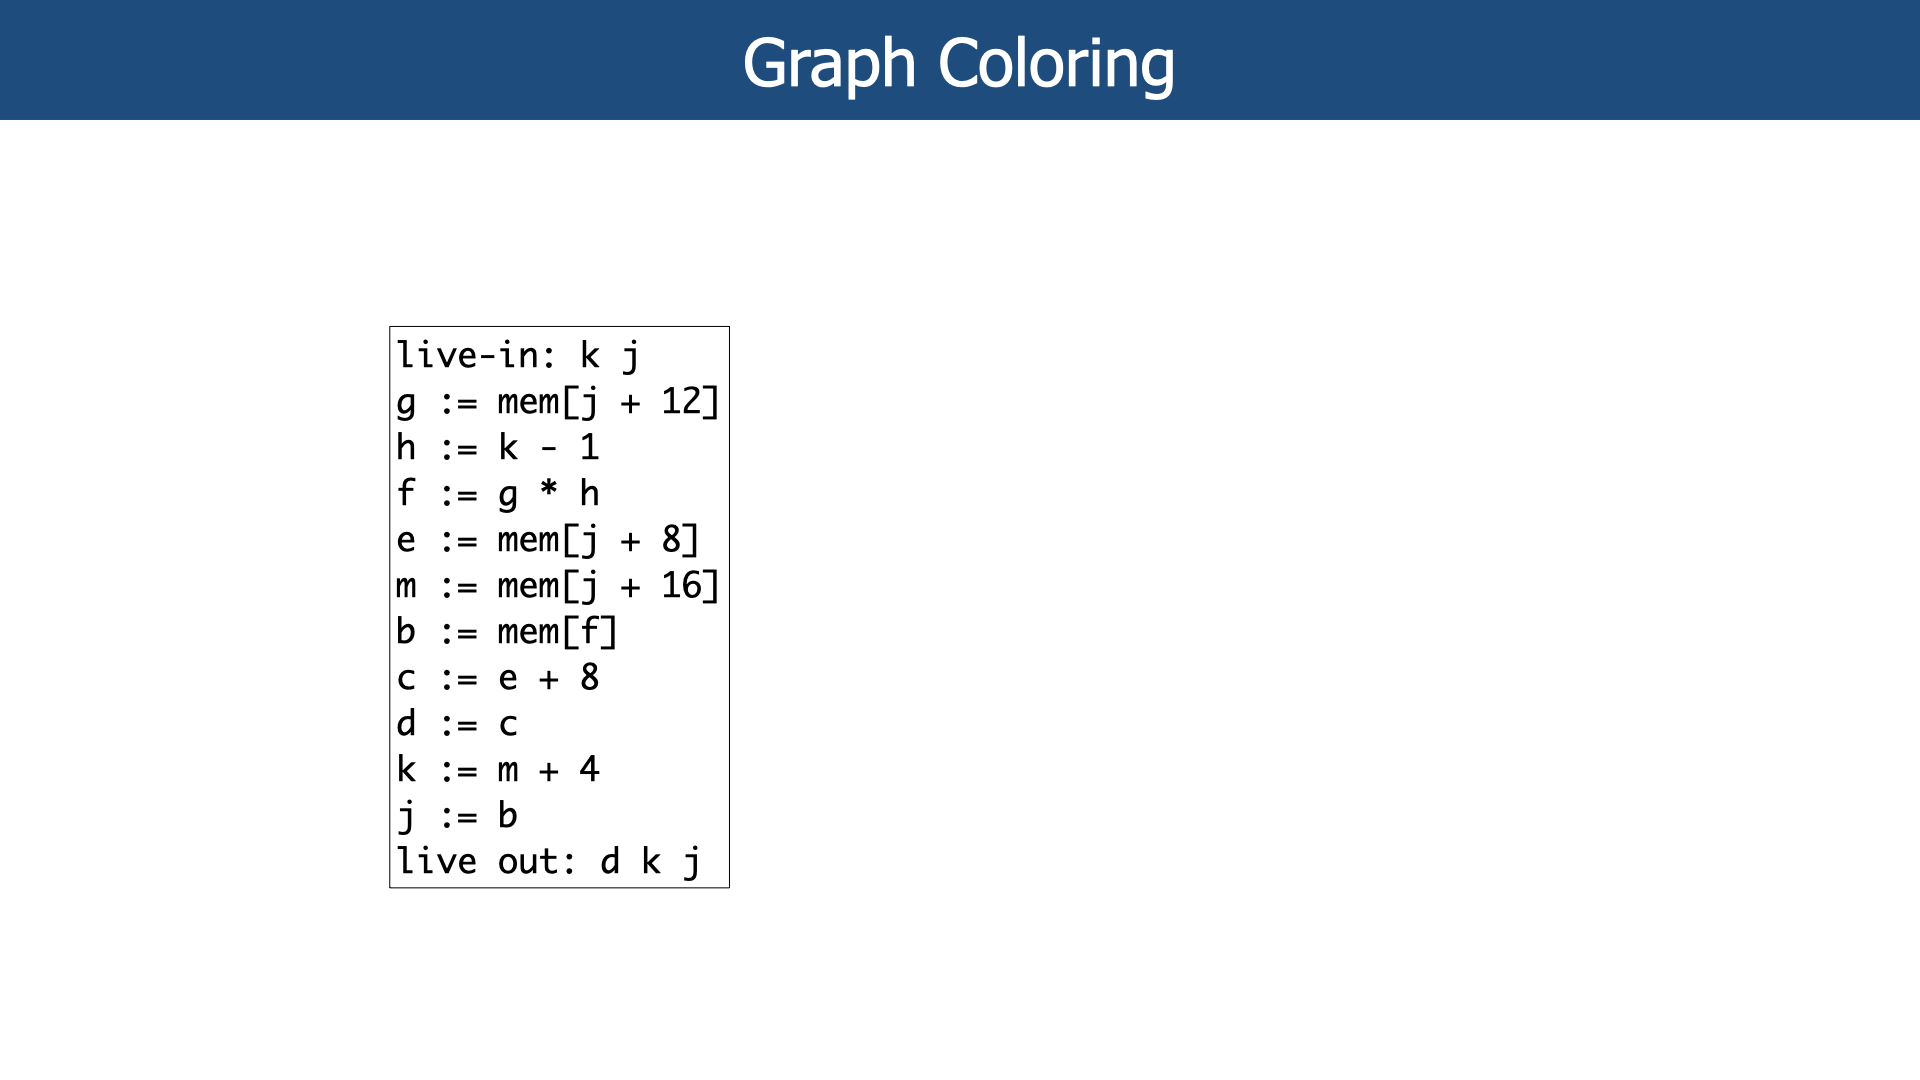 Graph Coloring
live-in: k j
g := mem[j + 12]
h := k - 1
f := g * h
e := mem[j + 8]
m := mem[j + 16]
b := mem[f]
c := e + 8
d := c
k := m + 4
j := b
live out: d k j